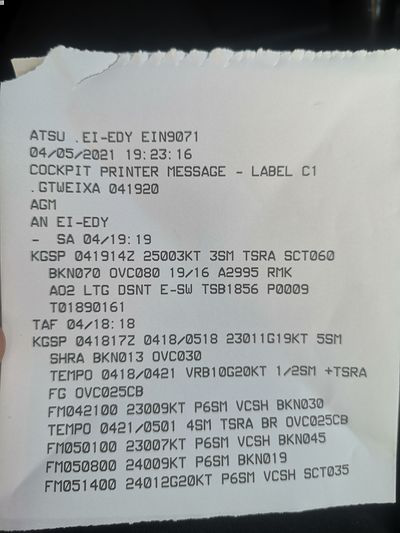 ATSU .EI-EDY EIN9071
04/05/2021 19:23:16
COCKPIT PRINTER MESSAGE - LABEL C1
.GTWEIXA 041920
AGM
AN EI-EDY
- SA 04/19:19
KGSP 041914Z 25003KT 3SM TSRA SCT060
BKN070 OVC080 19/16 A2995 RMK
AO2 LTG DSNT E-SW TSB1856 P0009
T01890161
TAF 04/18:18
KGSP 041817Z 0418/0518 23011G19KT 5SM
SHRA BKN013 OVC030
TEMPO 0418/0421 VRB10G20KT 1/2SM +TSRA
FG OVC025CB
FM042100 23009KT P6SM VCSH BKN030
TEMPO 0421/0501 4SM TSRA BR OVC025CB
FM050100 23007KT P6SM VCSH BKN045
FM050800 24009KT P6SM BKN019
FM051400 24012G20KT P6SM VCSH SCT035